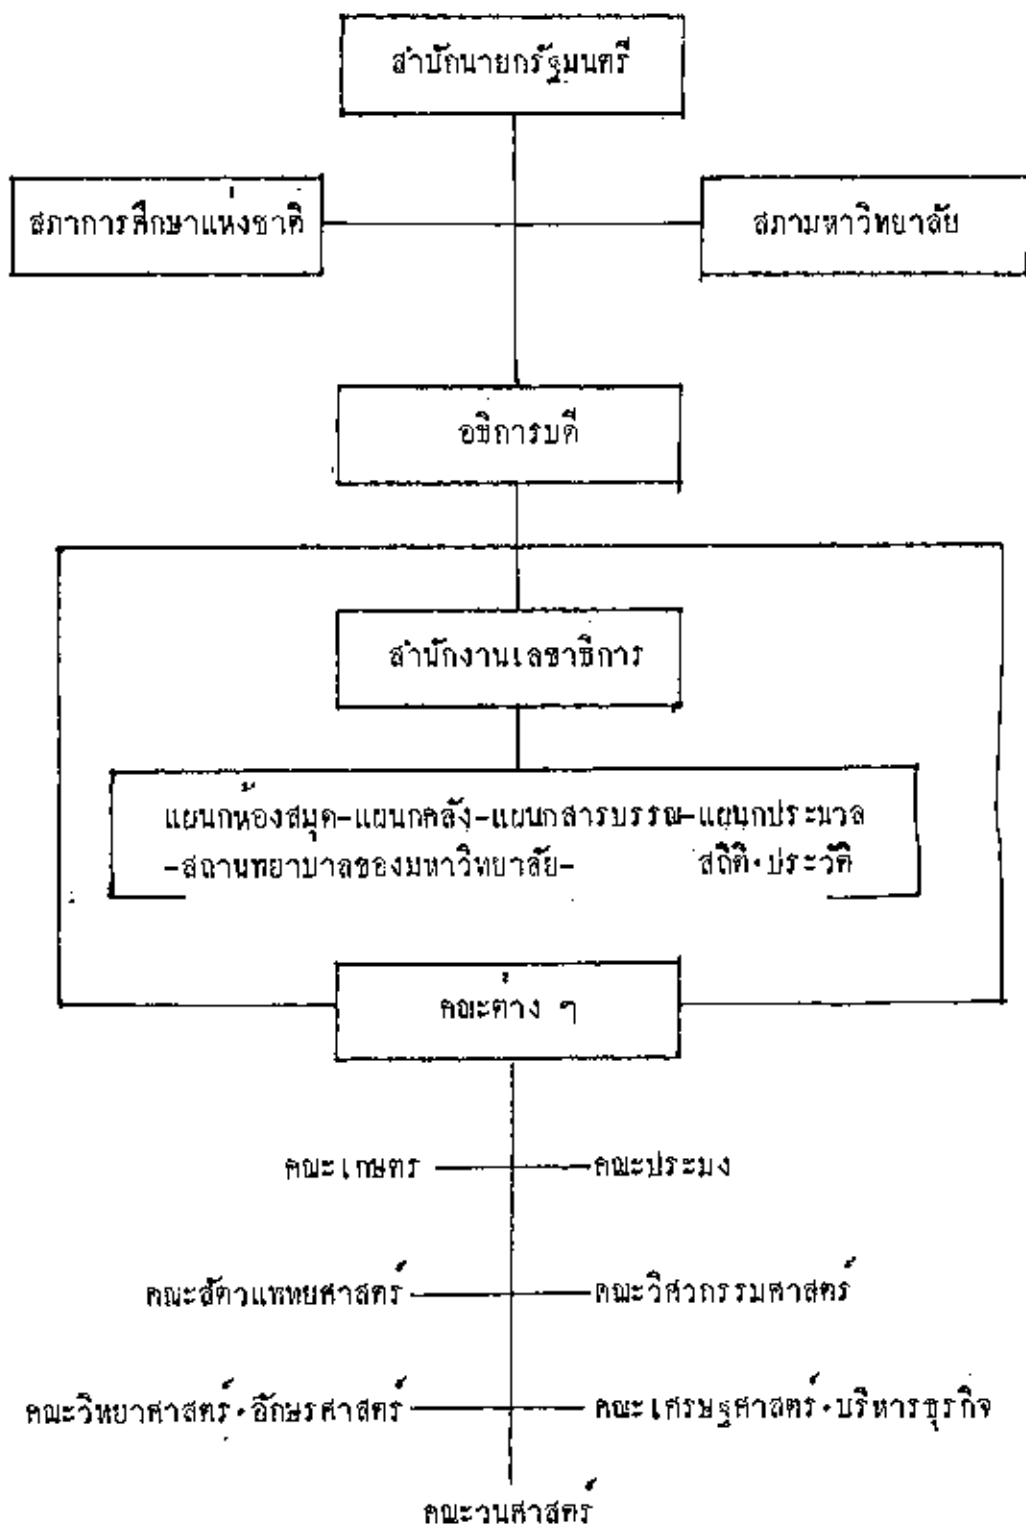 สำนักนายกรัฐมนตรี
สภาการศึกษาแห่งชาติ
สภามหาวิทยาลัย
อธิการบดี
สำนักงานเลขาธิการ
แผนกห้องสมุด-แผนกคลัง-แผนกสารบรรณ-แผนกประมวล
-สถานพยาบาลของมหาวิทยาลัย- สถิติ.ประวัติ
คณะต่าง ๆ
คณะเกษตร
คณะประมง
คณะสัตวแพทยศาสตร์
คณะวิศวกรรมศาสตร์
คณะวิทยาศาสตร์.อักษรศาสตร์
คณะเศรษฐศาสตร์.บริหารธุรกิจ
คณะวนศาสตร์